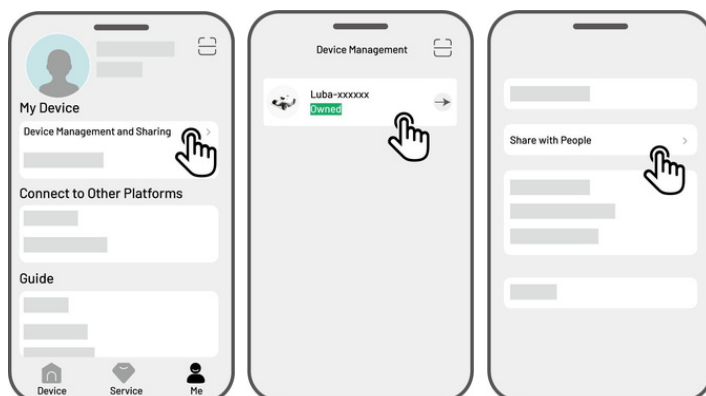 My Device
Device Management and Sharing
Connect to Other Platforms
Guide
Device
Service
Me
Device Management
Luba-xxxxxx
Owned
Share with People